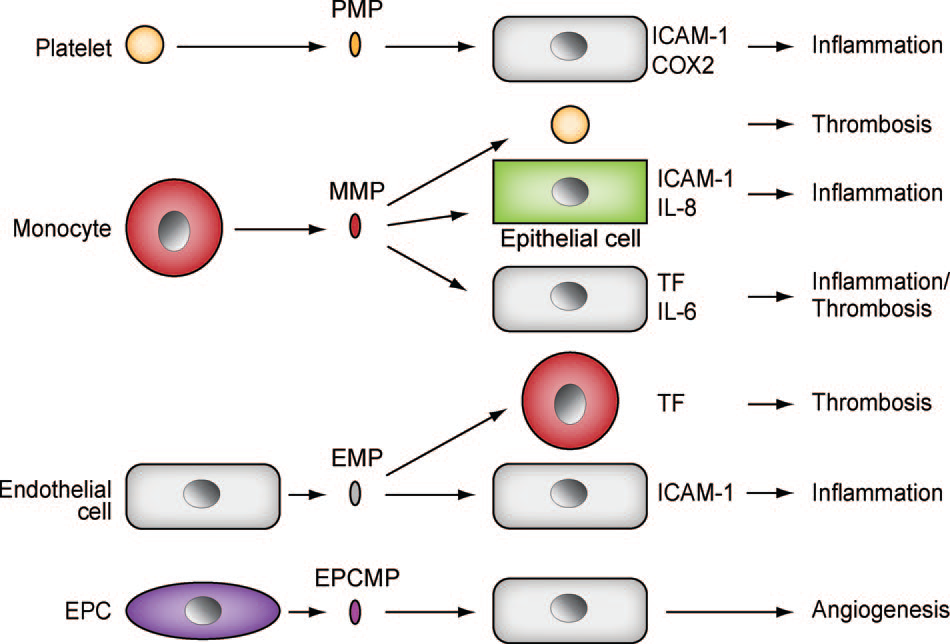 PMP
Platelet
ICAM-1
COX2
Inflammation
Thrombosis
MMP
Monocyte
ICAM-1
IL-8
Inflammation
Epithelial cell
TF
IL-6
Inflammation/
Thrombosis
TF
Thrombosis
EMP
Endothelial
cell
ICAM-1
Inflammation
EPCMP
EPC
Angiogenesis